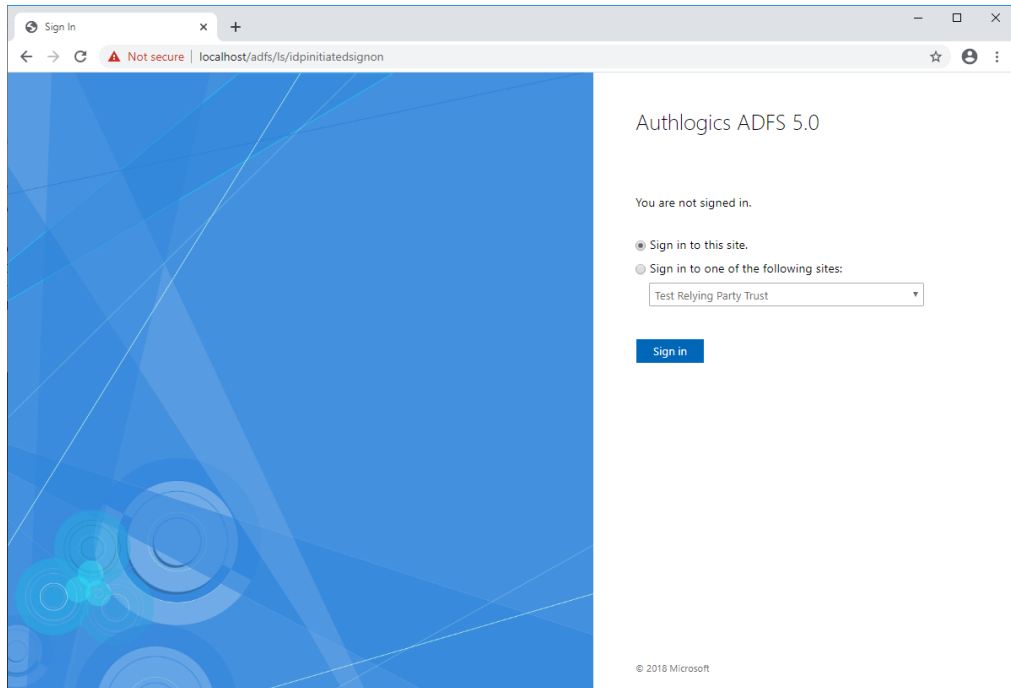 Sign In
Not secure | localhost/adfs/ls/idpinitiatedsignon
Authlogics ADFS 5.0
You are not signed in.
Sign in to this site.
Sign in to one of the following sites:
Test Relying Party Trust
Sign in
© 2018 Microsoft